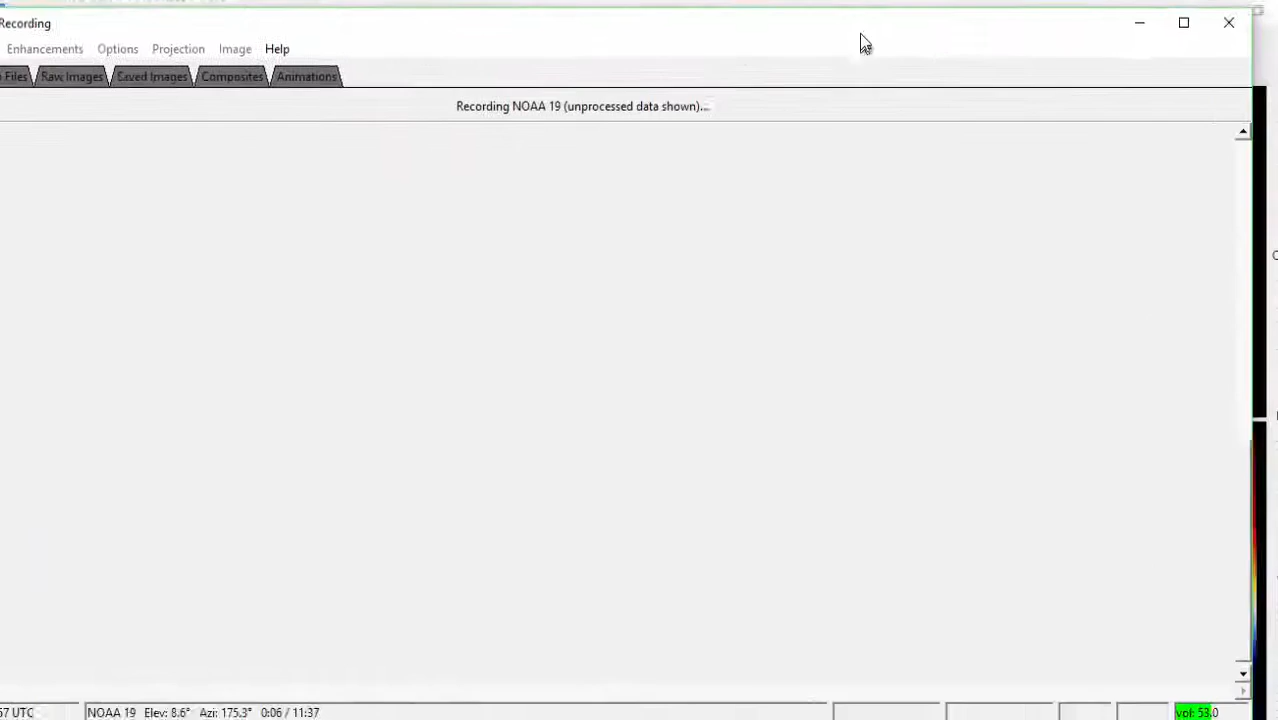 Recording
Enhancements Options Projection Image Help
Files Raw Images Saved Images Composites Animations
Recording NOAA 19 (unprocessed data shown)...
57 UTC NOAA 19 Elev: 8.6° Azi: 175.3° 0:06 / 11:37 vol: 53.0